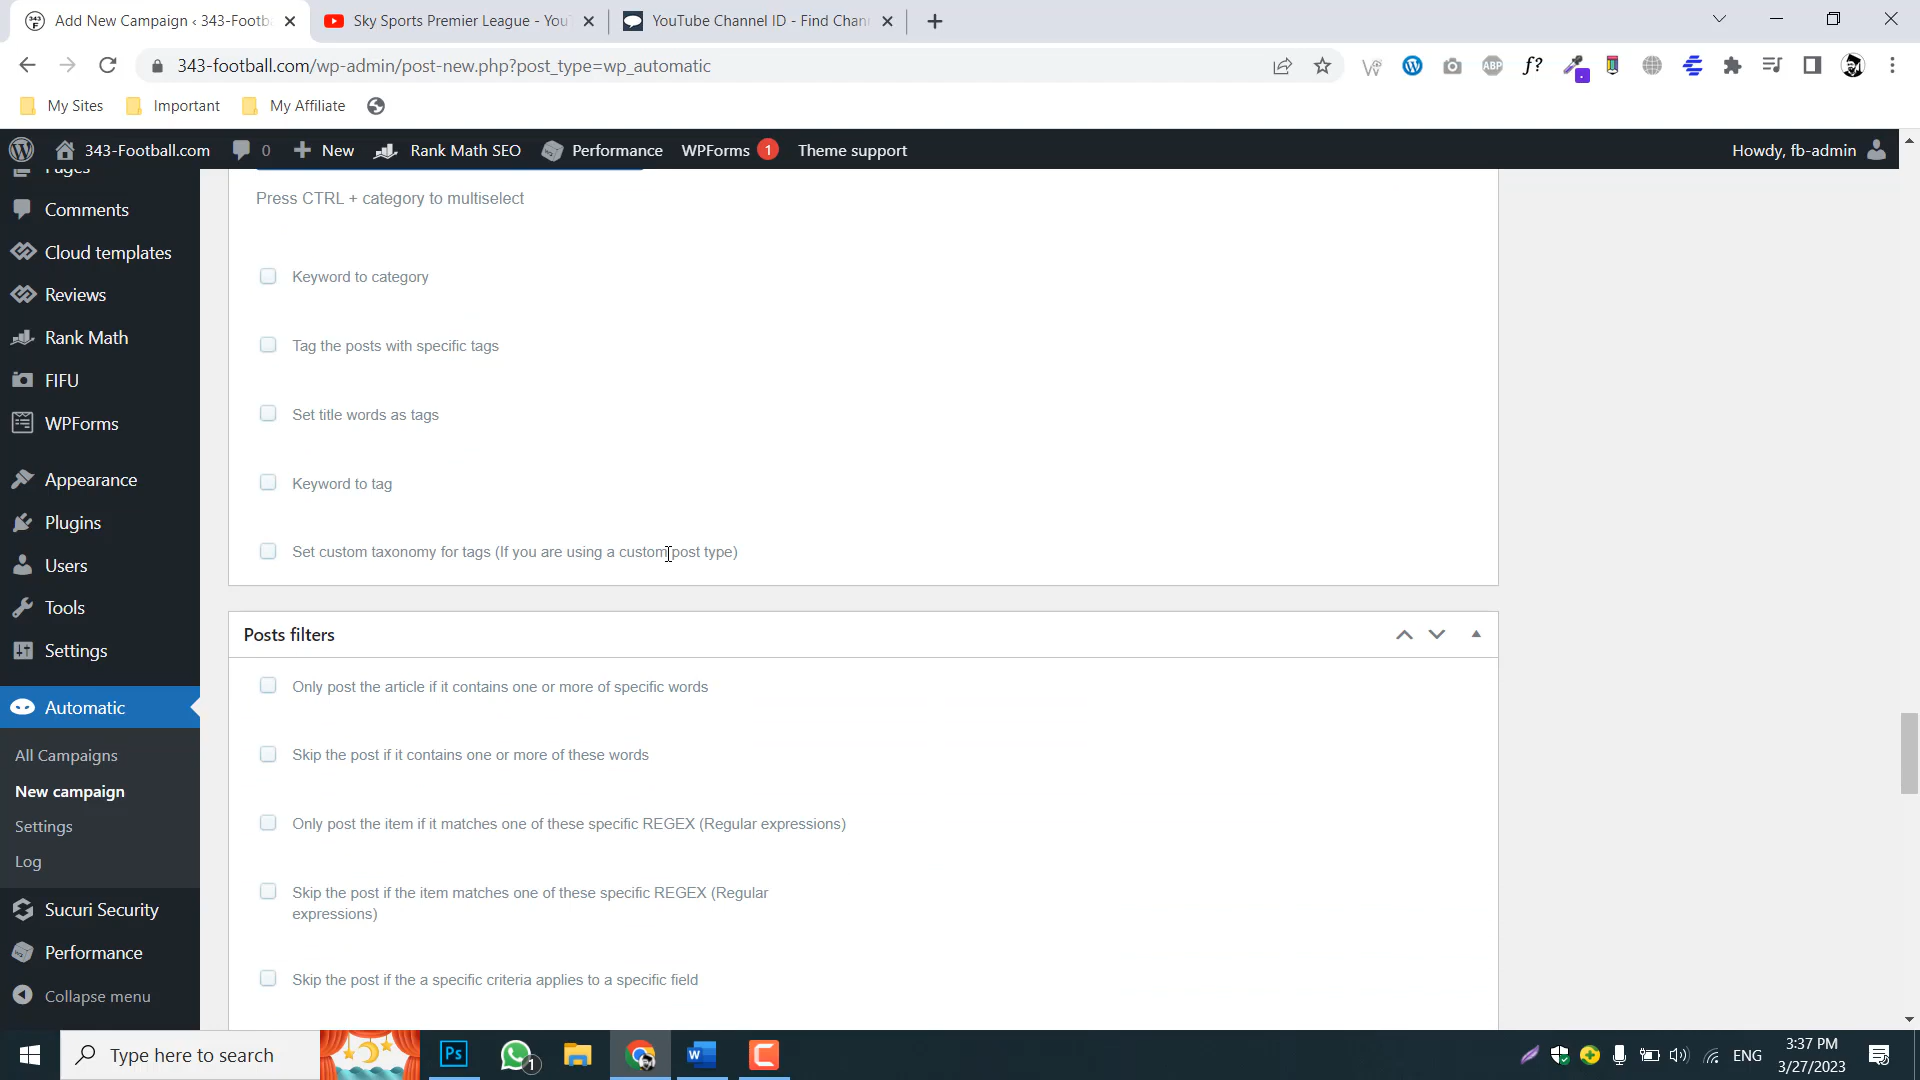 Add New Campaign ‹ 343-Footb
Sky Sports Premier League - You
YouTube Channel ID - Find Chan
343-football.com/wp-admin/post-new.php?post_type=wp_automatic
ABP
f?
My Sites
Important
My Affiliate
343-Football.com
0
New
Rank Math SEO
Performance
WPForms 1
Theme support
Howdy, fb-admin
Pages
Comments
Cloud templates
Reviews
Rank Math
FIFU
WPForms
Appearance
Plugins
Users
Tools
Settings
Automatic
All Campaigns
New campaign
Settings
Log
Sucuri Security
Performance
Collapse menu
Press CTRL + category to multiselect
Keyword to category
Tag the posts with specific tags
Set title words as tags
Keyword to tag
Set custom taxonomy for tags (If you are using a custom post type)
Posts filters
Only post the article if it contains one or more of specific words
Skip the post if it contains one or more of these words
Only post the item if it matches one of these specific REGEX (Regular expressions)
Skip the post if the item matches one of these specific REGEX (Regular
expressions)
Skip the post if the a specific criteria applies to a specific field
Type here to search
Ps
1
W
ENG
3:37 PM
3/27/2023